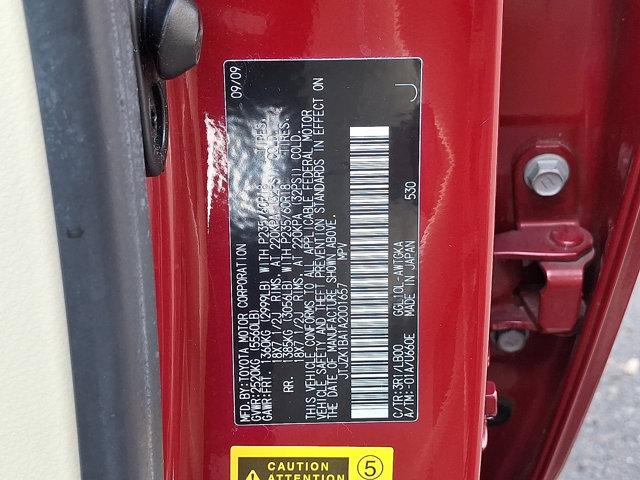 MFD.BY:TOYOTA MOTOR CORPORATION 09/09
GVWR:2520KG(5560LB)
GAWR:FRT. 1360KG (2999LB) WITH P235/60R18 TIRES,
18X7 1/2J RIMS, AT 220KPA (32PSI) COLD.
RR. 1385KG (3056LB) WITH P235/60R18 TIRES,
18X7 1/2J RIMS, AT 220KPA (32PSI) COLD.
THIS VEHICLE CONFORMS TO ALL APPLICABLE FEDERAL MOTOR
VEHICLE SAFETY AND THEFT PREVENTION STANDARDS IN EFFECT ON
THE DATE OF MANUFACTURE SHOWN ABOVE.
JTJZK1BA1A2001657 MPV
C/TR:3R1/LB00 GGL10L-AWTGKA
A/TM:-01A/U660E MADE IN JAPAN 530 J
CAUTION 5
ATTENTION